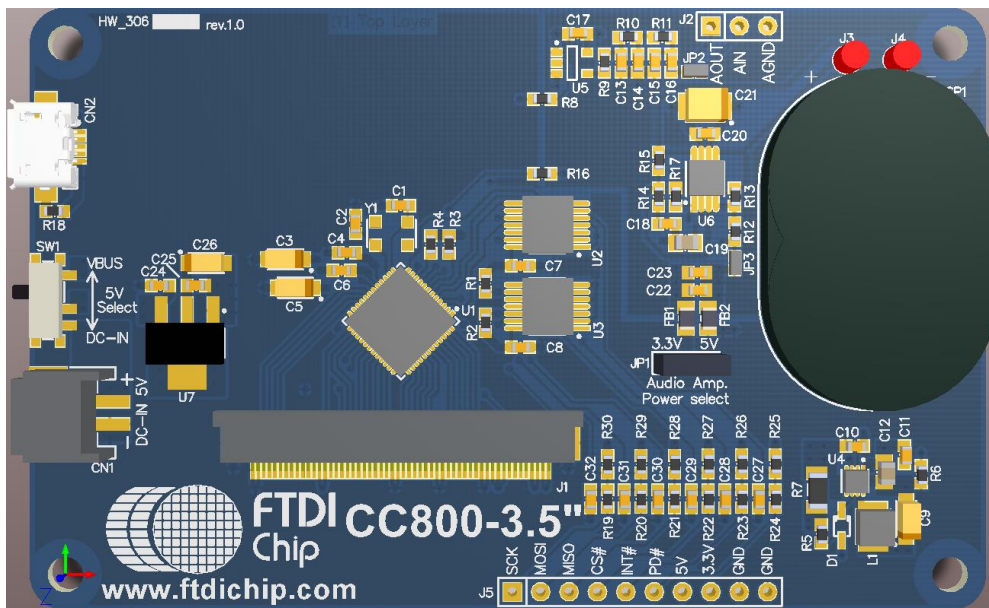 HW_306 rev.1.0
C17
R10
R11
J2
AOUT
AIN
AGND
J3
J4
JP2
U5
R9
C13
C14
C15
C16
CN2
R8
C21
+
-
C20
R16
R15
R17
R14
R13
U6
R18
C1
C2
Y1
R4
R3
C18
C19
R12
JP3
SW1
VBUS
5V
Select
DC-IN
C26
C25
C24
C3
C4
C6
C5
U2
C7
C23
C22
R1
U1
R2
U3
FB1
FB2
C8
3.3V
5V
JP1
Audio Amp.
Power select
U7
+
5V
DC-IN
-
CN1
R30
R29
R28
R27
R26
R25
C10
C12
C11
U4
R6
R7
J1
C32
C31
C30
C29
C28
C27
R19
R20
R21
R22
R23
R24
C9
R5
D1
L1
FTDI
Chip
CC800-3.5"
www.ftdichip.com
J5
SCK
MOSI
MISO
CS#
INT#
PD#
5V
3.3V
GND
GND
Z